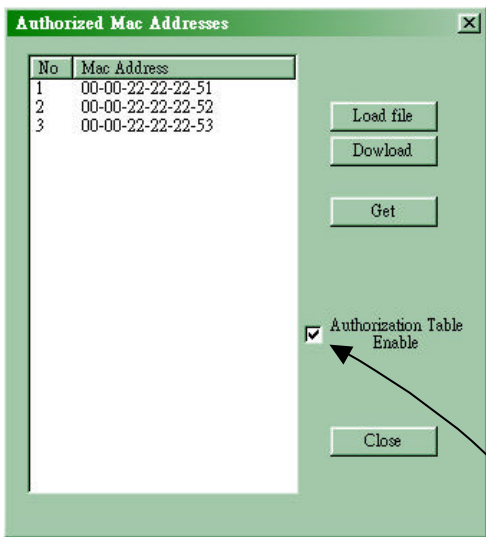 Authorized Mac Addresses
No Mac Address
1 00-00-22-22-22-51
2 00-00-22-22-22-52
3 00-00-22-22-22-53
Load file
Dowload
Get
Authorization Table
Enable
Close